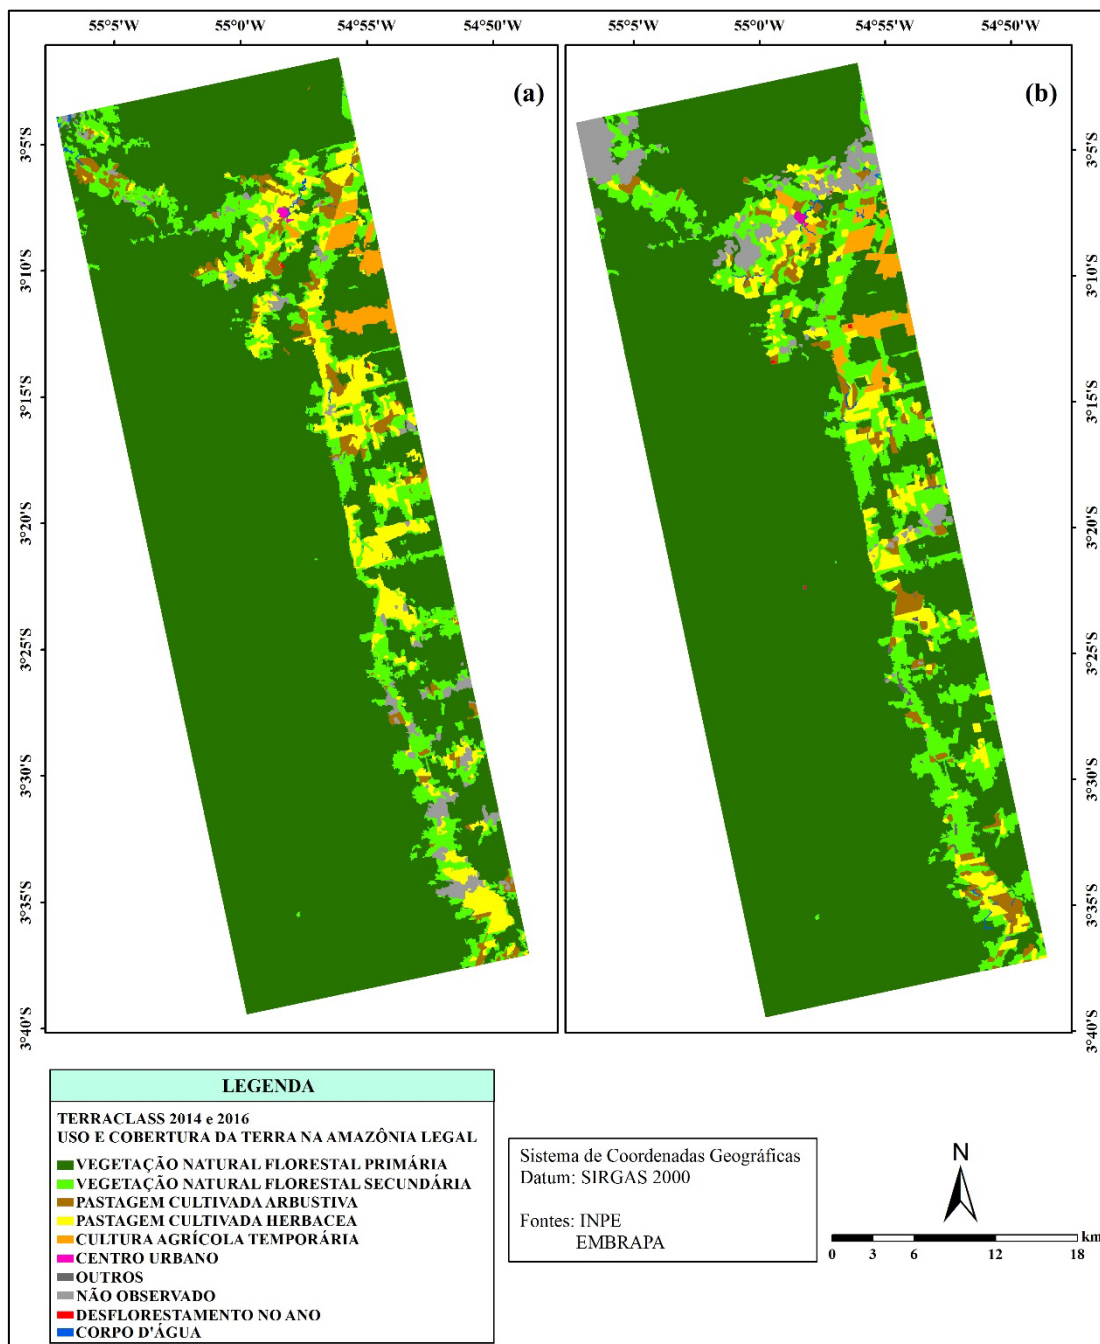 55°5'W 55°0'W 54°55'W 54°50'W 55°5'W 55°0'W 54°55'W 54°50'W
(a) (b)
3°5'S 3°5'S
3°10'S 3°10'S
3°15'S 3°15'S
3°20'S 3°20'S
3°25'S 3°25'S
3°30'S 3°30'S
3°35'S 3°35'S
3°40'S 3°40'S
LEGENDA
TERRACLASS 2014 e 2016
USO E COBERTURA DA TERRA NA AMAZÔNIA LEGAL
VEGETAÇÃO NATURAL FLORESTAL PRIMÁRIA
VEGETAÇÃO NATURAL FLORESTAL SECUNDÁRIA
PASTAGEM CULTIVADA ARBUSTIVA
PASTAGEM CULTIVADA HERBACEA
CULTURA AGRÍCOLA TEMPORÁRIA
CENTRO URBANO
OUTROS
NÃO OBSERVADO
DESFLORESTAMENTO NO ANO
CORPO D'ÁGUA
Sistema de Coordenadas Geográficas
Datum: SIRGAS 2000
Fontes: INPE
EMBRAPA
N
km
0 3 6 12 18